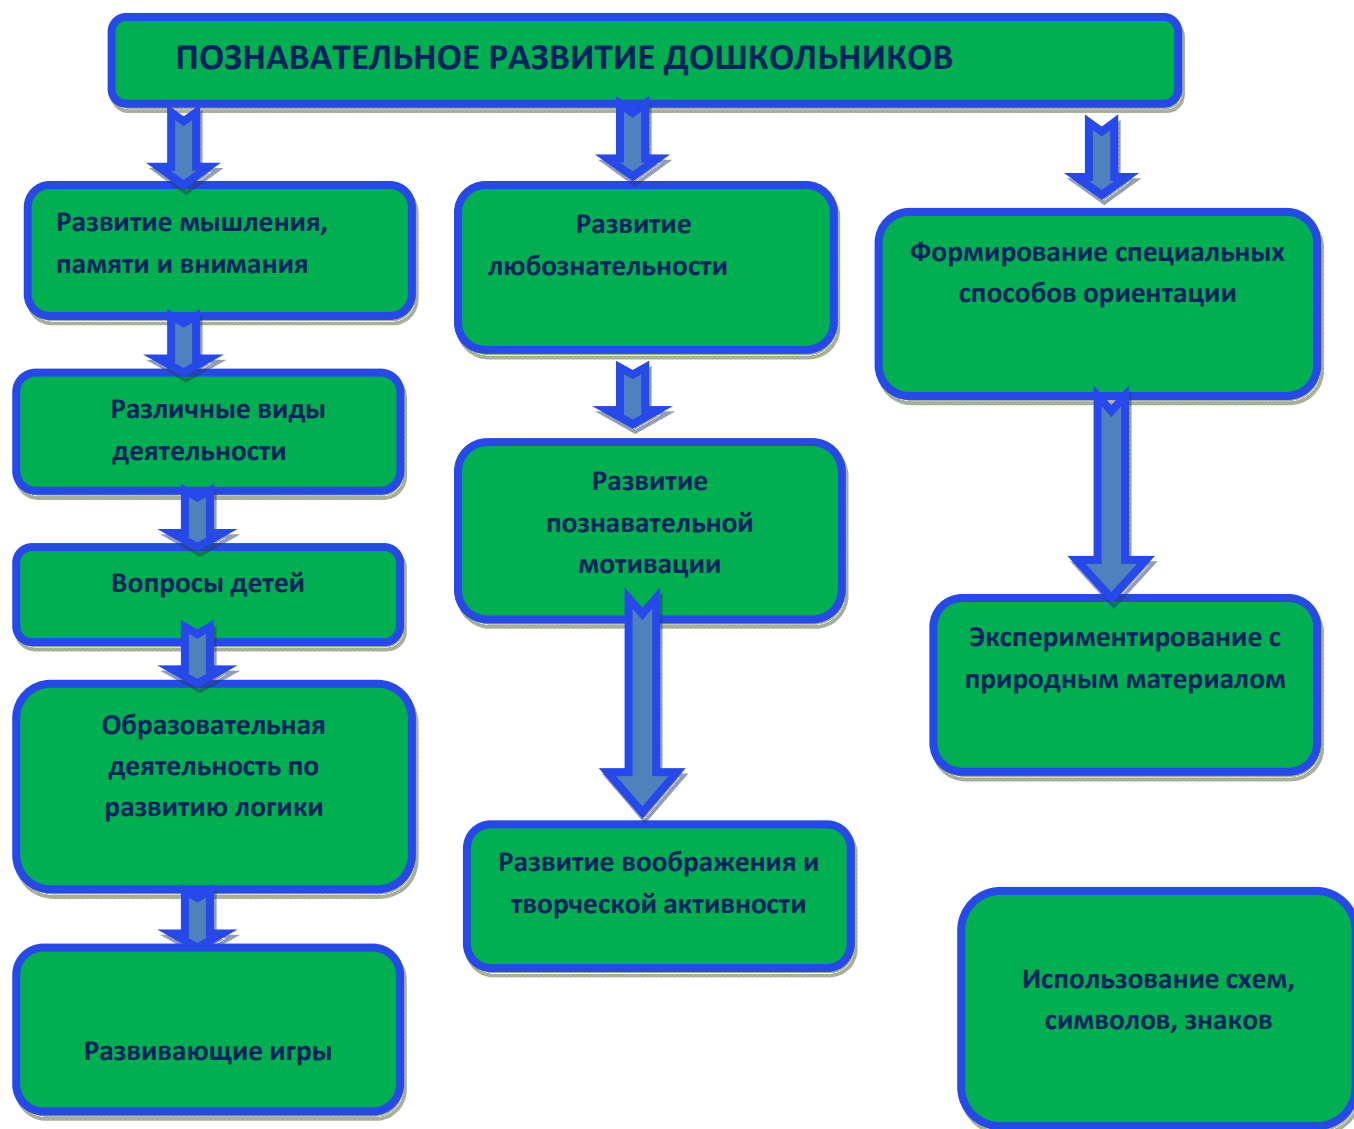 ПОЗНАВАТЕЛЬНОЕ РАЗВИТИЕ ДОШКОЛЬНИКОВ
Развитие мышления,
памяти и внимания
Различные виды
деятельности
Вопросы детей
Образовательная
деятельность по
развитию логики
Развивающие игры
Развитие
любознательности
Развитие
познавательной
мотивации
Развитие воображения и
творческой активности
Формирование специальных
способов ориентации
Экспериментирование с
природным материалом
Использование схем,
символов, знаков